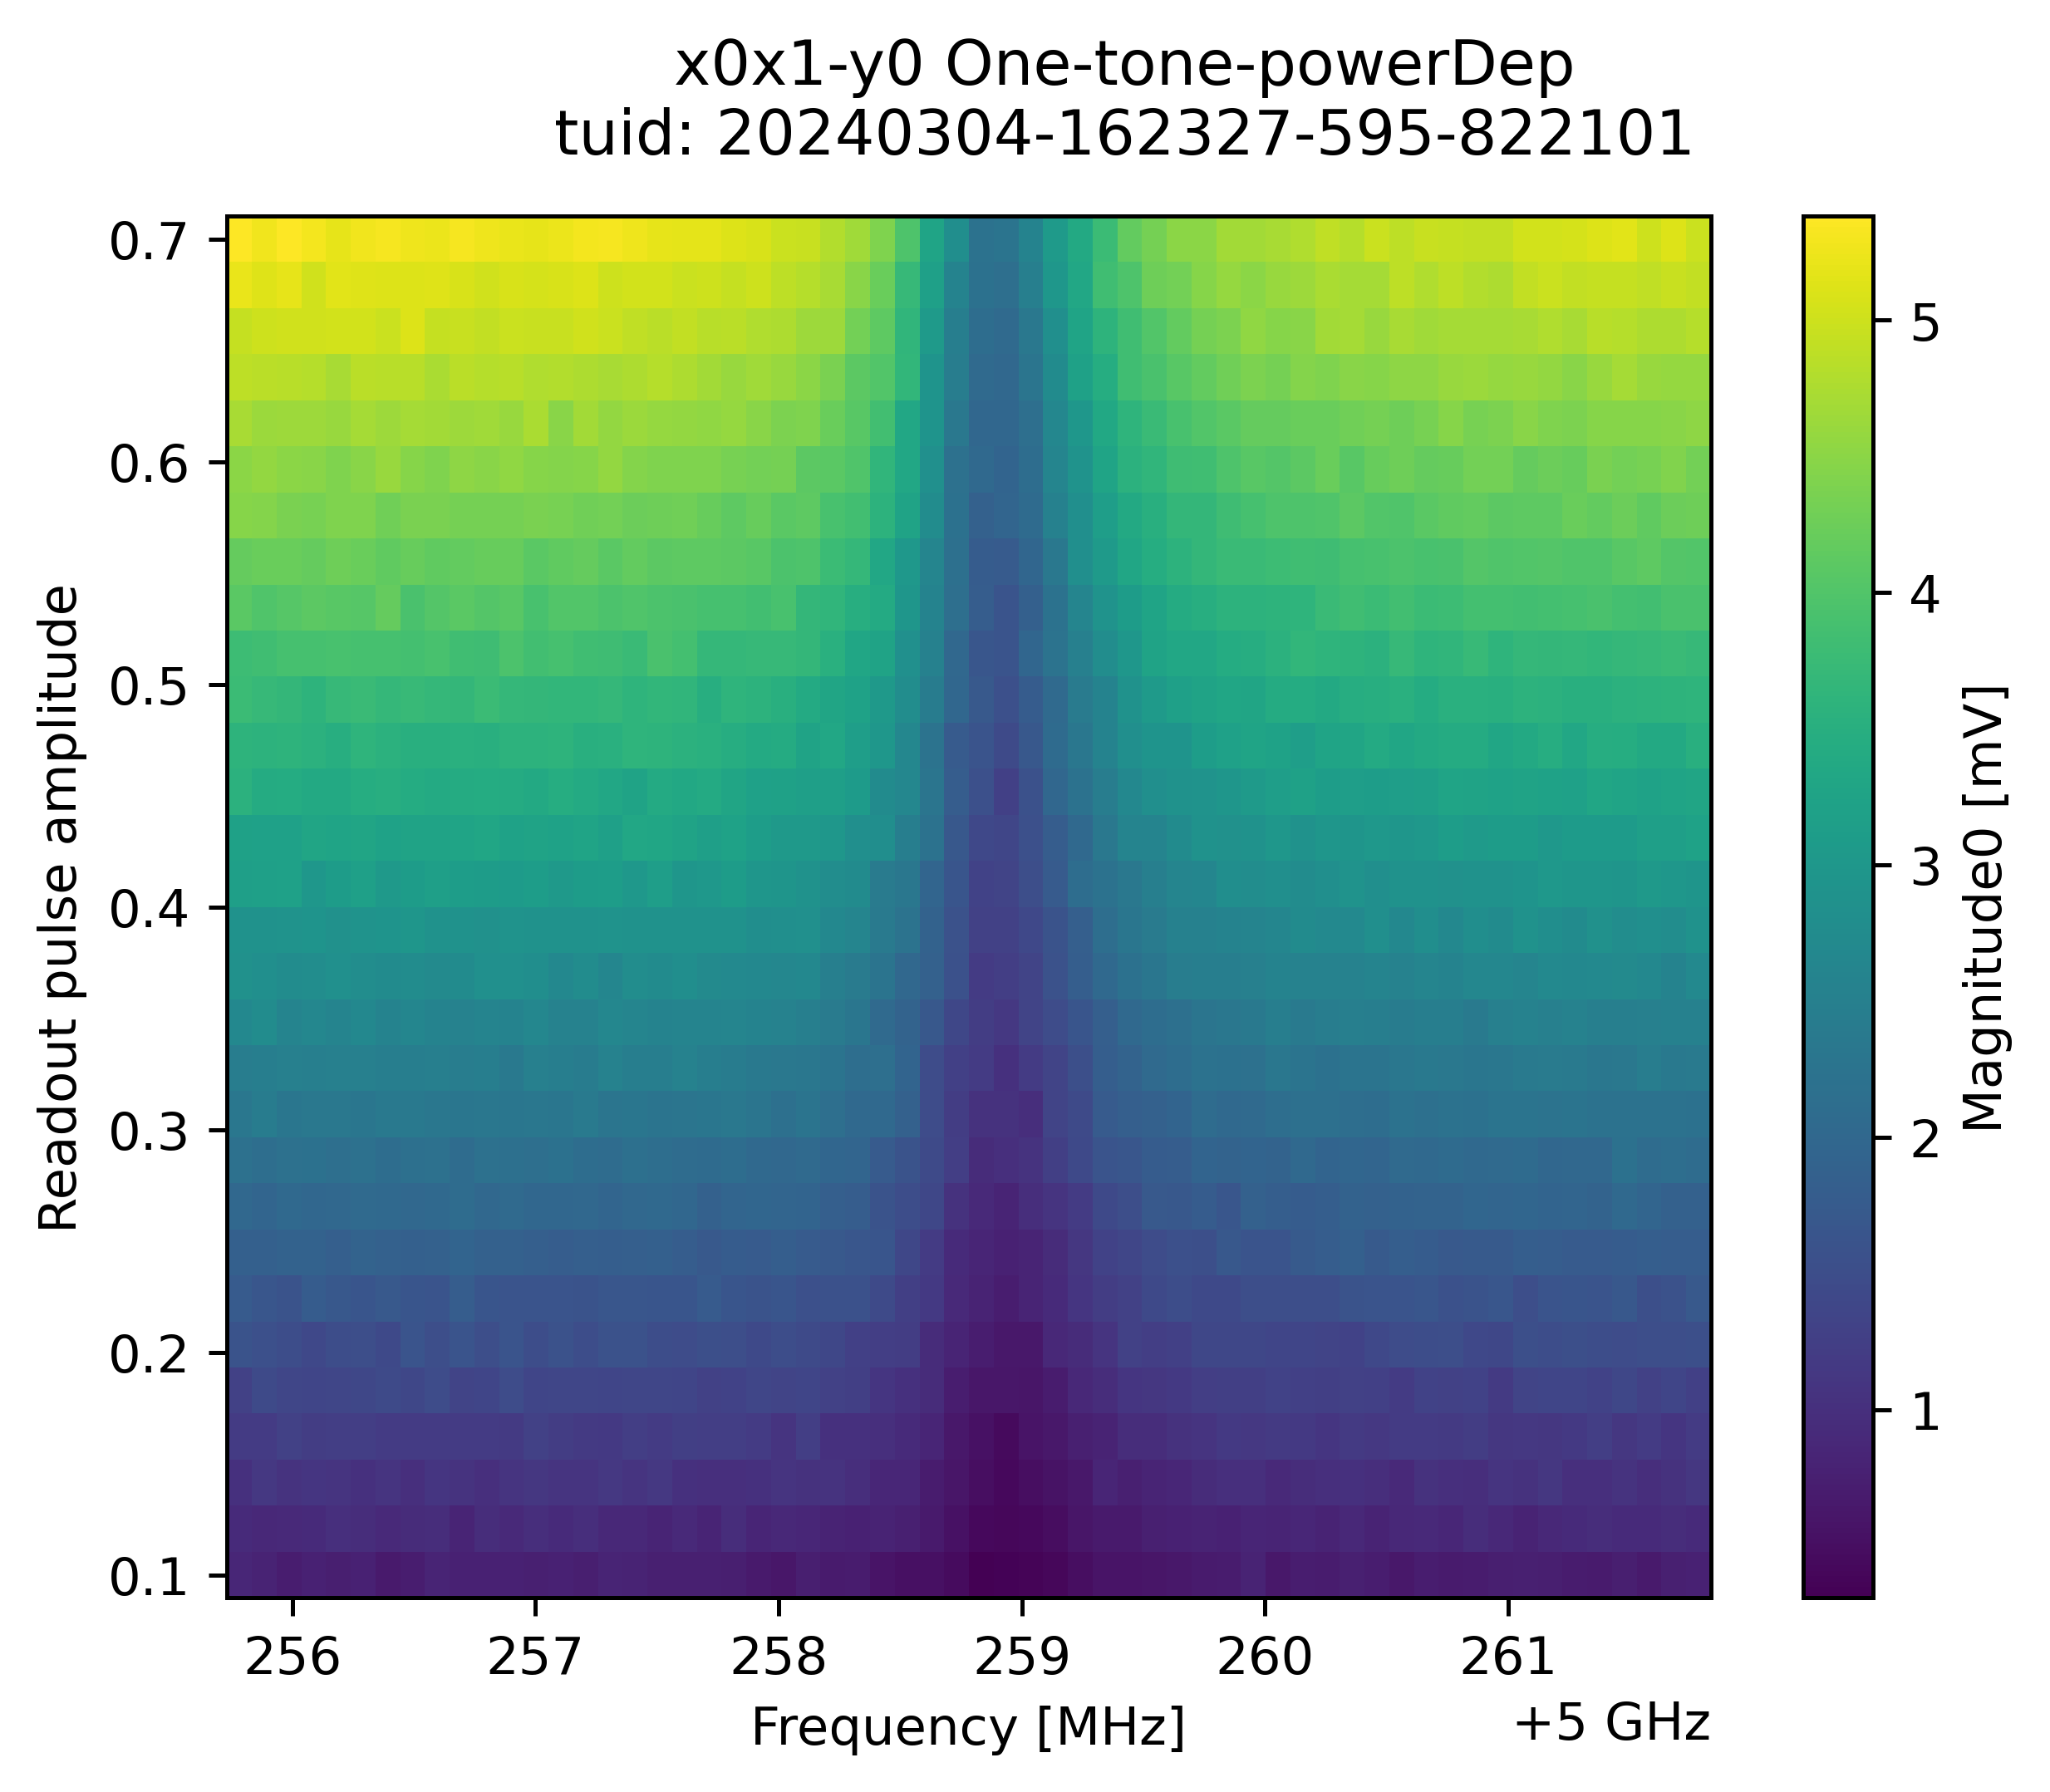 x0x1-y0 One-tone-powerDep
tuid: 20240304-162327-595-822101
0.7
0.6
0.5
0.4
0.3
0.2
0.1
Readout pulse amplitude
256 257 258 259 260 261
Frequency [MHz]
+5 GHz
5
4
3
2
1
Magnitude0 [mV]